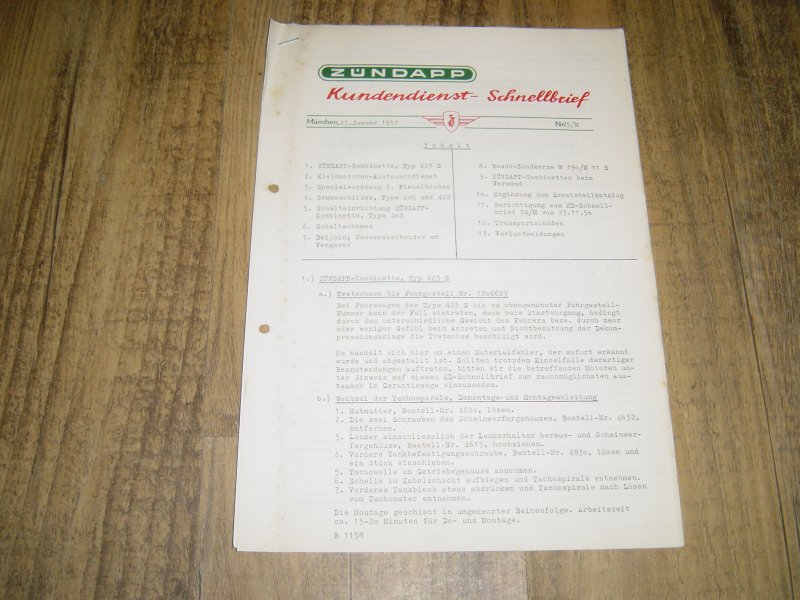 ZÜNDAPP
Kundendienst- Schnellbrief
München, 23. Januar 1957
Nr. 25/M
Inhalt
1. ZÜNDAPP-Combinette, Typ 423 S
2. Kleinmotoren-Austauschdienst
3. Spezialwerkzeug f. Pleuelbuchse
4. Bremsschilder, Type 405 und 422
5. Schalteinrichtung ZÜNDAPP-
Combinette, Type 404
6. Schaltschemen
7. Delphin; Wasserabscheider am
Vergaser
8. Bosch-Zündkerze W 190/M 11 S
9. ZÜNDAPP-Combinetten beim
Versand
10. Ergänzung zum Ersatzteilkatalog
11. Berichtigung zum KD-Schnell-
brief 24/M vom 23.11.56
12. Transportschäden
13. Verlustmeldungen
1.) ZÜNDAPP-Combinette, Typ 423 S
a.) Tretachsen bis Fahrgestell Nr. 1206629
Bei Fahrzeugen der Type 423 S bis zu obengenannter Fahrgestell-
Nummer kann der Fall eintreten, dass beim Startvorgang, bedingt
durch das unterschiedliche Gewicht des Fahrers bezw. durch mehr
oder weniger Gefühl beim Antreten und Nichtbenutzung der Dekom-
pressionsanlage die Tretachse beschädigt wird.
Es handelt sich hier um einen Materialfehler, der sofort erkannt
wurde und abgestellt ist. Sollten trotzdem Einzelfälle derartiger
Beanstandungen auftreten, bitten wir die betreffenden Motoren un-
ter Hinweis auf diesen KD-Schnellbrief zum raschmöglichsten Aus-
tausch im Garantiewege einzusenden.
b.) Wechsel der Tachospirale, Demontage-und Montageanleitung
1. Hutmutter, Bestell-Nr. 4620, lösen.
2. Die zwei Schrauben des Scheinwerfergehäuses, Bestell-Nr. 4632,
entfernen.
3. Lenker einschliesslich der Lenkerhalter heraus- und Scheinwer-
fergehäuse, Bestell-Nr. 4615, hochziehen.
4. Vordere Tankbefestigungsschraube, Bestell-Nr. 4830, lösen und
ein Stück einschieben.
5. Tachowelle am Getriebegehäuse abnehmen.
6. Schelle im Kabelschacht aufbiegen und Tachospirale entnehmen.
7. Vorderes Tankblech etwas abdrücken und Tachospirale nach Lösen
vom Tachometer entnehmen.
Die Montage geschieht in umgekehrter Reihenfolge. Arbeitszeit
ca. 15-20 Minuten für De- und Montage.
B 1158